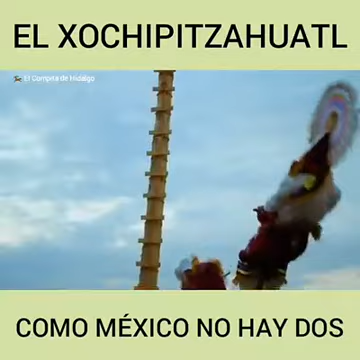 EL XOCHIPITZAHUATL
El Compita de Hidalgo
COMO MÉXICO NO HAY DOS